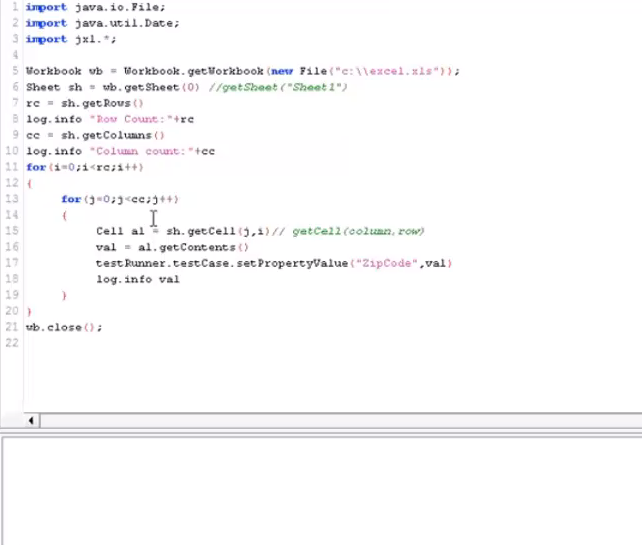 1 import java.io.File;
2 import java.util.Date;
3 import jxl.*;
4
5 Workbook wb = Workbook.getWorkbook(new File("c:\\excel.xls"));
6 Sheet sh = wb.getSheet(0) //getSheet("Sheet1")
7 rc = sh.getRows()
8 log.info "Row Count:"+rc
9 cc = sh.getColumns()
10 log.info "Column count:"+cc
11 for(i=0;i<rc;i++)
12 {
13 for(j=0;j<cc;j++)
14 {
15 Cell a1 = sh.getCell(j,i)// getCell(column,row)
16 val = a1.getContents()
17 testRunner.testCase.setPropertyValue("ZipCode",val)
18 log.info val
19 }
20 }
21 wb.close();
22